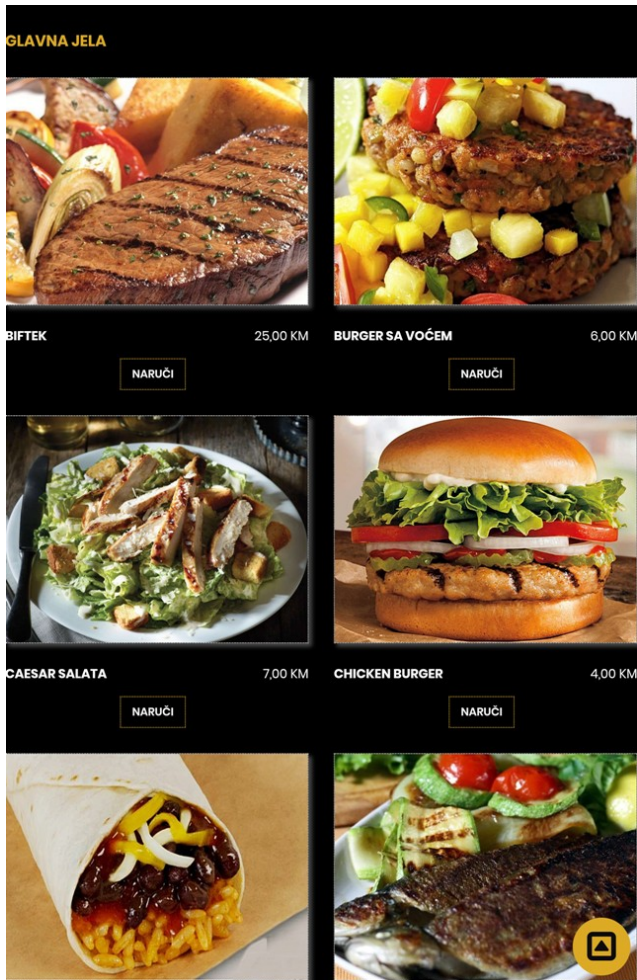 GLAVNA JELA
BIFTEK 25,00 KM
BURGER SA VOĆEM 6,00 KM
NARUČI
NARUČI
CAESAR SALATA 7,00 KM
CHICKEN BURGER 4,00 KM
NARUČI
NARUČI